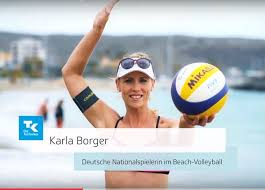 MIKASA
TK
Karla Borger
Deutsche Nationalspielerin im Beach-Volleyball